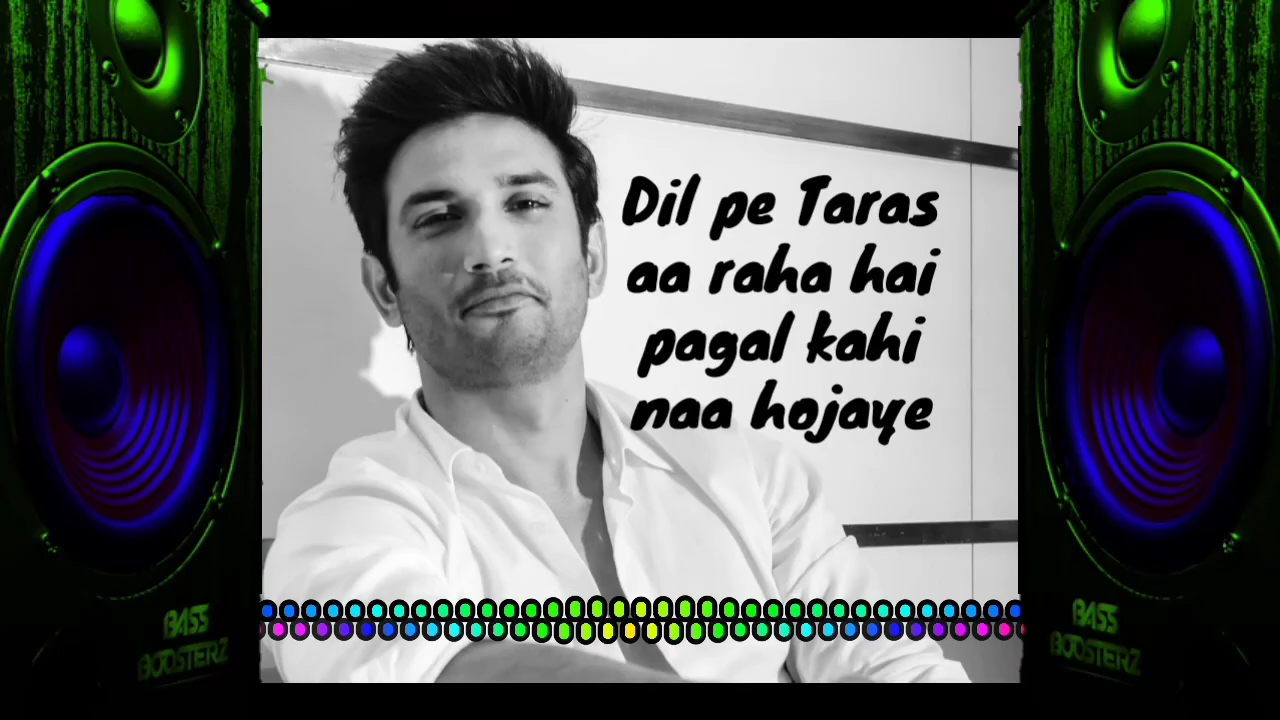 Dil pe Taras
aa raha hai
pagal kahi
naa hojaye
BASS
BOOSTERZ
BASS
BOOSTERZ